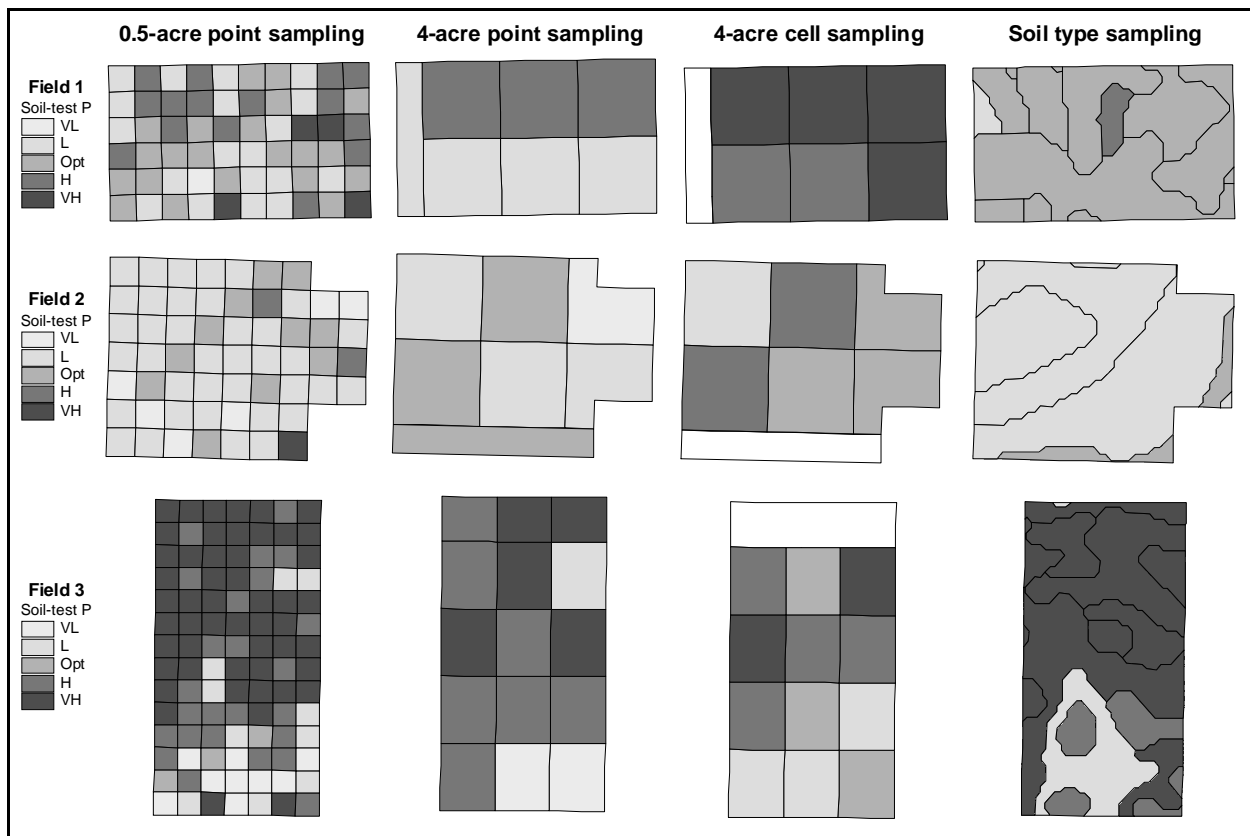 0.5-acre point sampling
4-acre point sampling
4-acre cell sampling
Soil type sampling
Field 1
Soil-test P
VL
L
Opt
H
VH
Field 2
Soil-test P
VL
L
Opt
H
VH
Field 3
Soil-test P
VL
L
Opt
H
VH